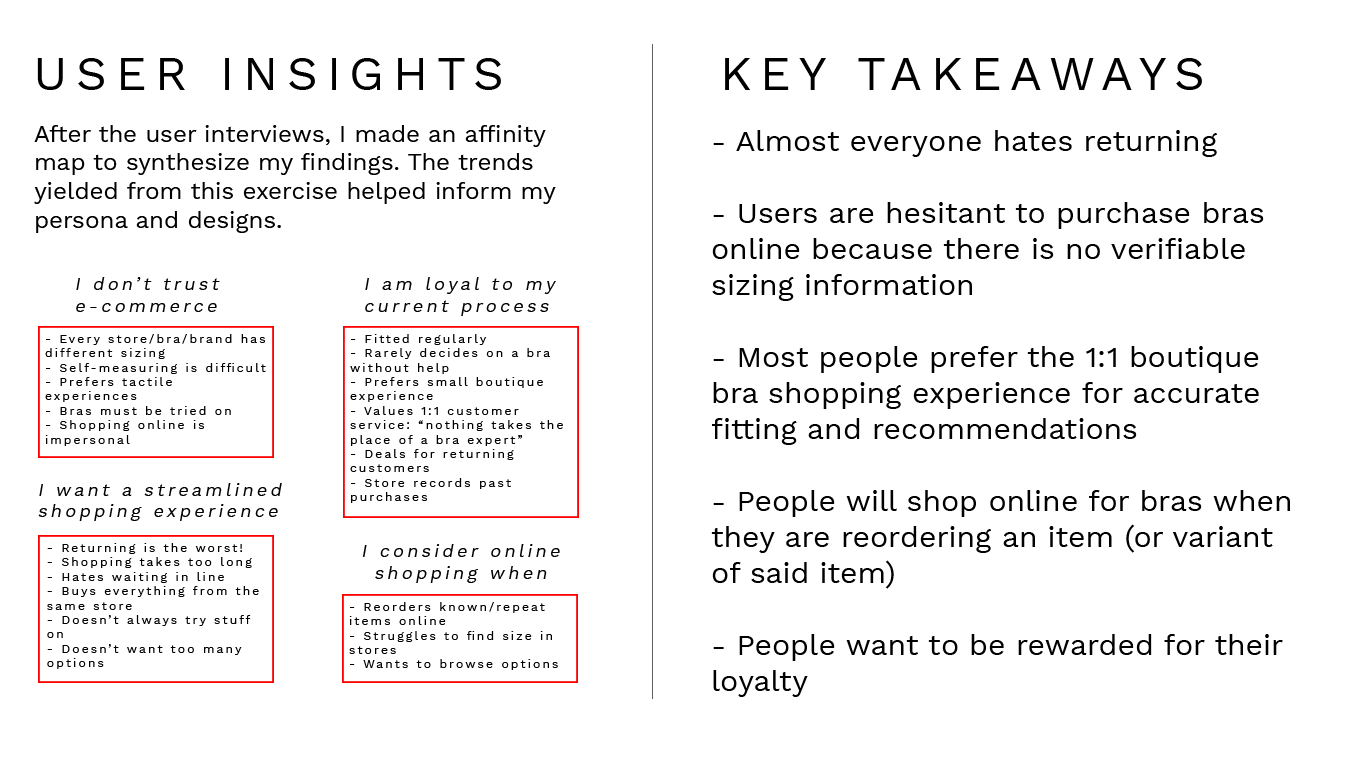 USER INSIGHTS
After the user interviews, I made an affinity
map to synthesize my findings. The trends
yielded from this exercise helped inform my
persona and designs.
I don’t trust
e-commerce
- Every store/bra/brand has
different sizing
- Self-measuring is difficult
- Prefers tactile
experiences
- Bras must be tried on
- Shopping online is
impersonal
I want a streamlined
shopping experience
- Returning is the worst!
- Shopping takes too long
- Hates waiting in line
- Buys everything from the
same store
- Doesn’t always try stuff
on
- Doesn’t want too many
options
I am loyal to my
current process
- Fitted regularly
- Rarely decides on a bra
without help
- Prefers small boutique
experience
- Values 1:1 customer
service: “nothing takes the
place of a bra expert”
- Deals for returning
customers
- Store records past
purchases
I consider online
shopping when
- Reorders known/repeat
items online
- Struggles to find size in
stores
- Wants to browse options
KEY TAKEAWAYS
- Almost everyone hates returning
- Users are hesitant to purchase bras
online because there is no verifiable
sizing information
- Most people prefer the 1:1 boutique
bra shopping experience for accurate
fitting and recommendations
- People will shop online for bras when
they are reordering an item (or variant
of said item)
- People want to be rewarded for their
loyalty